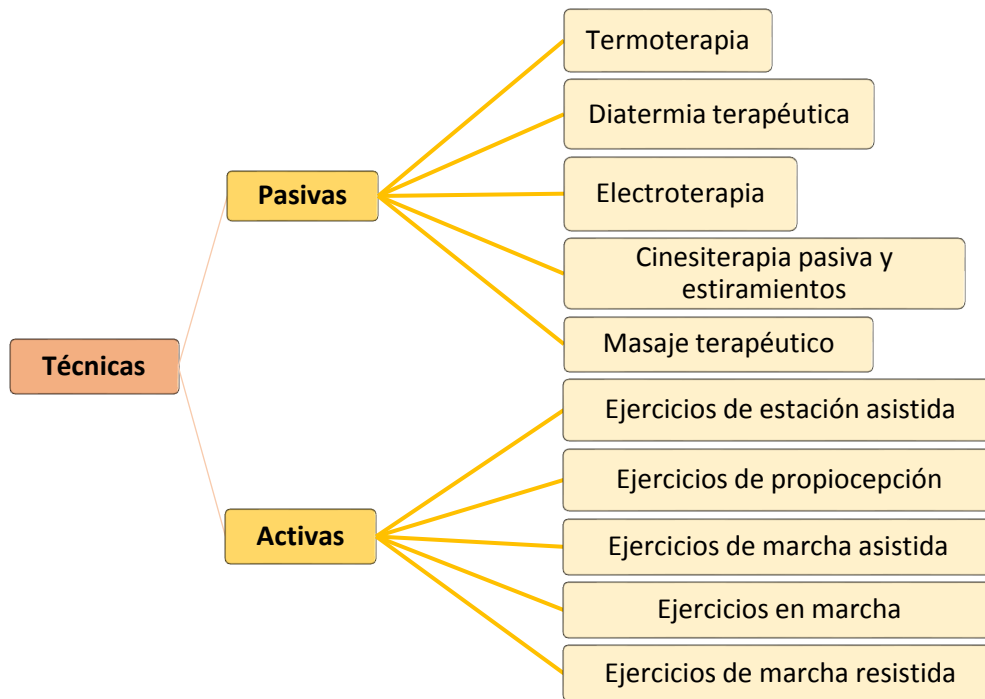 Termoterapia
Diatermia terapéutica
Pasivas
Electroterapia
Cinesiterapia pasiva y
estiramientos
Masaje terapéutico
Técnicas
Ejercicios de estación asistida
Ejercicios de propiocepción
Activas
Ejercicios de marcha asistida
Ejercicios en marcha
Ejercicios de marcha resistida